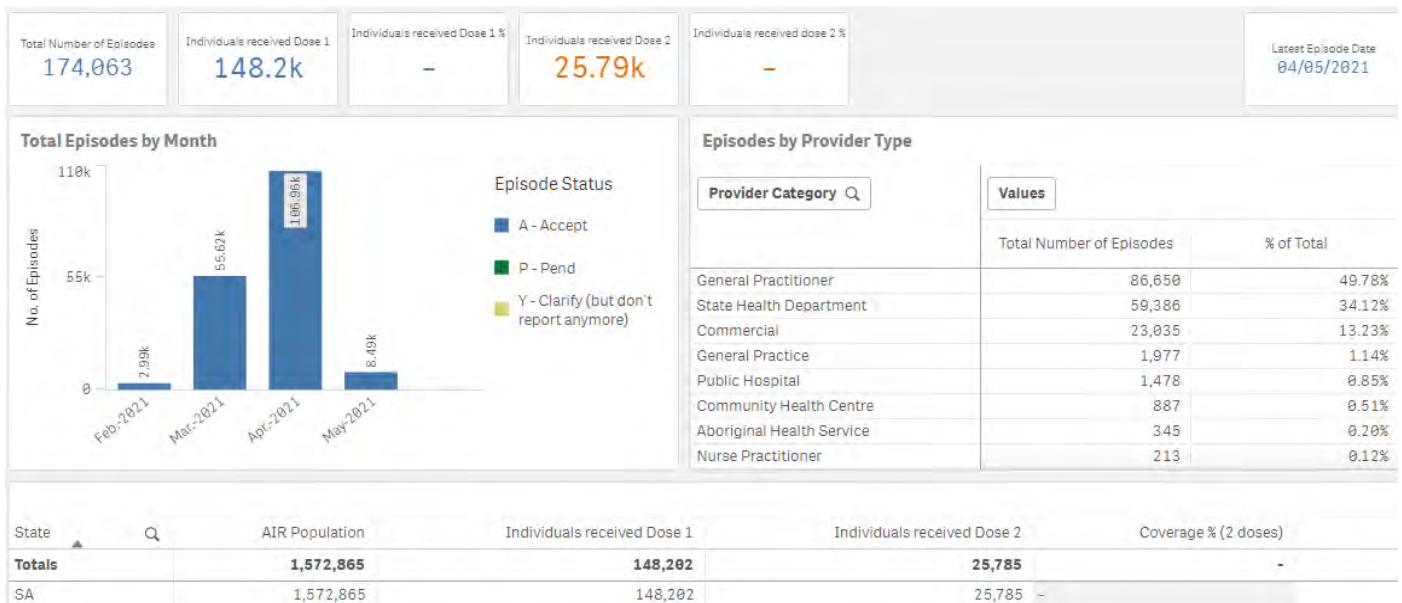 Total Number of Episodes
174,063
Individuals received Dose 1
148.2k
Individuals received Dose 1 %
-
Individuals received Dose 2
25.79k
Individuals received dose 2 %
-
Latest Episode Date
04/05/2021
Total Episodes by Month
110k
55k
0
No. of Episodes
2.99k
55.62k
106.96k
8.49k
Feb.-2021
Mar.-2021
Apr.-2021
May-2021
Episode Status
A - Accept
P - Pend
Y - Clarify (but don't
report anymore)
Episodes by Provider Type
Provider Category Values
Total Number of Episodes % of Total
General Practitioner 86,650 49.78%
State Health Department 59,386 34.12%
Commercial 23,035 13.23%
General Practice 1,977 1.14%
Public Hospital 1,478 0.85%
Community Health Centre 887 0.51%
Aboriginal Health Service 345 0.20%
Nurse Practitioner 213 0.12%
State AIR Population Individuals received Dose 1 Individuals received Dose 2 Coverage % (2 doses)
Totals 1,572,865 148,202 25,785 -
SA 1,572,865 148,202 25,785 -